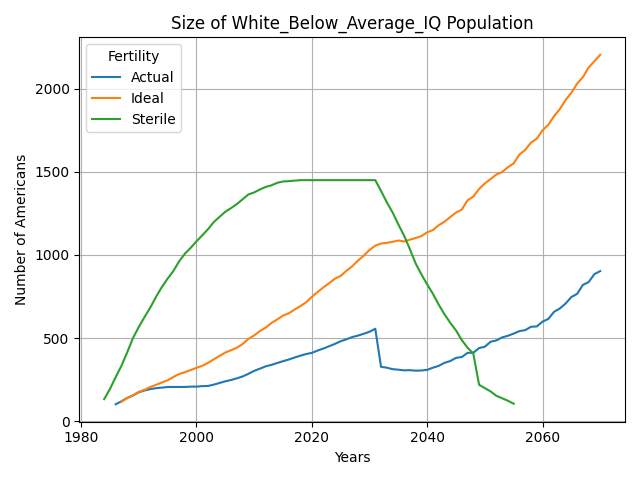 Size of White_Below_Average_IQ Population
Fertility
Actual
Ideal
Sterile
Number of Americans
2000
1500
1000
500
0
1980
2000
2020
2040
2060
Years